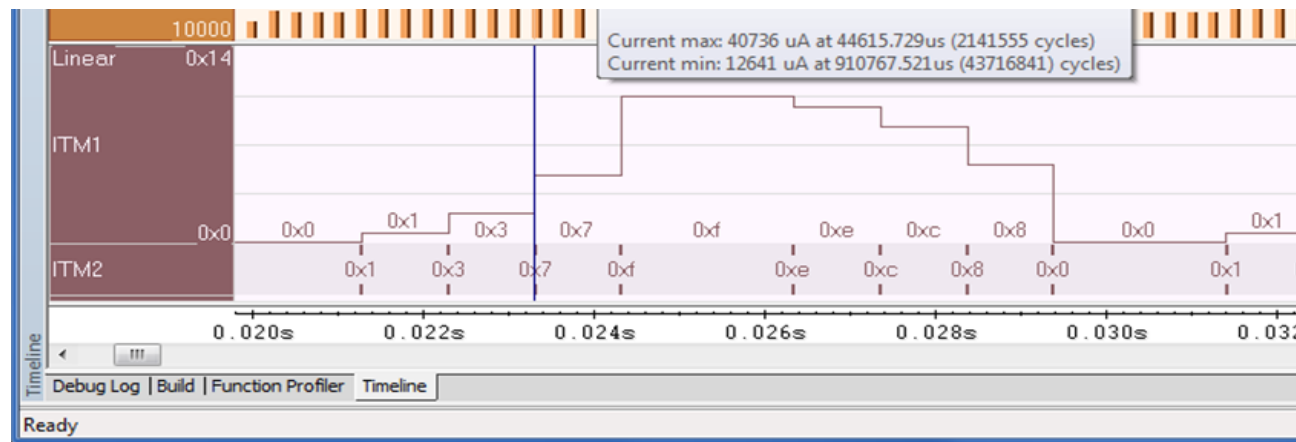 10000
Current max: 40736 uA at 44615.729us (2141555 cycles)
Current min: 12641 uA at 910767.521us (43716841) cycles)
Linear 0x14
ITM1
0x0
0x0 0x1 0x3 0x7 0xf 0xe 0xc 0x8 0x0 0x1
ITM2
0x1 0x3 0x7 0xf 0xe 0xc 0x8 0x0 0x1
0.020s 0.022s 0.024s 0.026s 0.028s 0.030s 0.032
Timeline
Debug Log | Build | Function Profiler Timeline
Ready